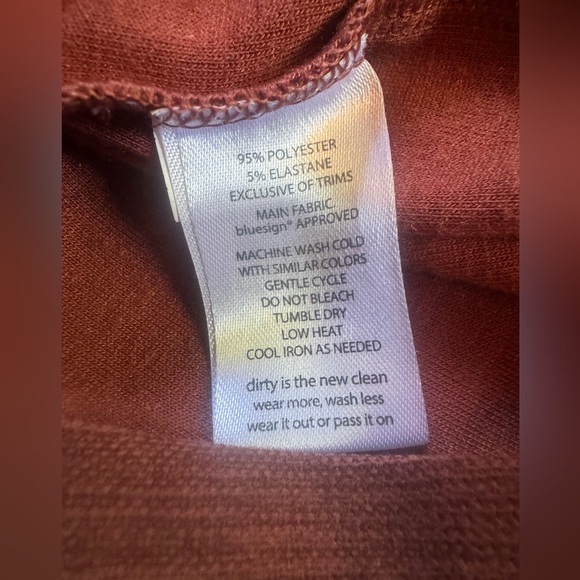 95% POLYESTER
5% ELASTANE
EXCLUSIVE OF TRIMS
MAIN FABRIC
bluesign® APPROVED
MACHINE WASH COLD
WITH SIMILAR COLORS
GENTLE CYCLE
DO NOT BLEACH
TUMBLE DRY
LOW HEAT
COOL IRON AS NEEDED
dirty is the new clean
wear more, wash less
wear it out or pass it on